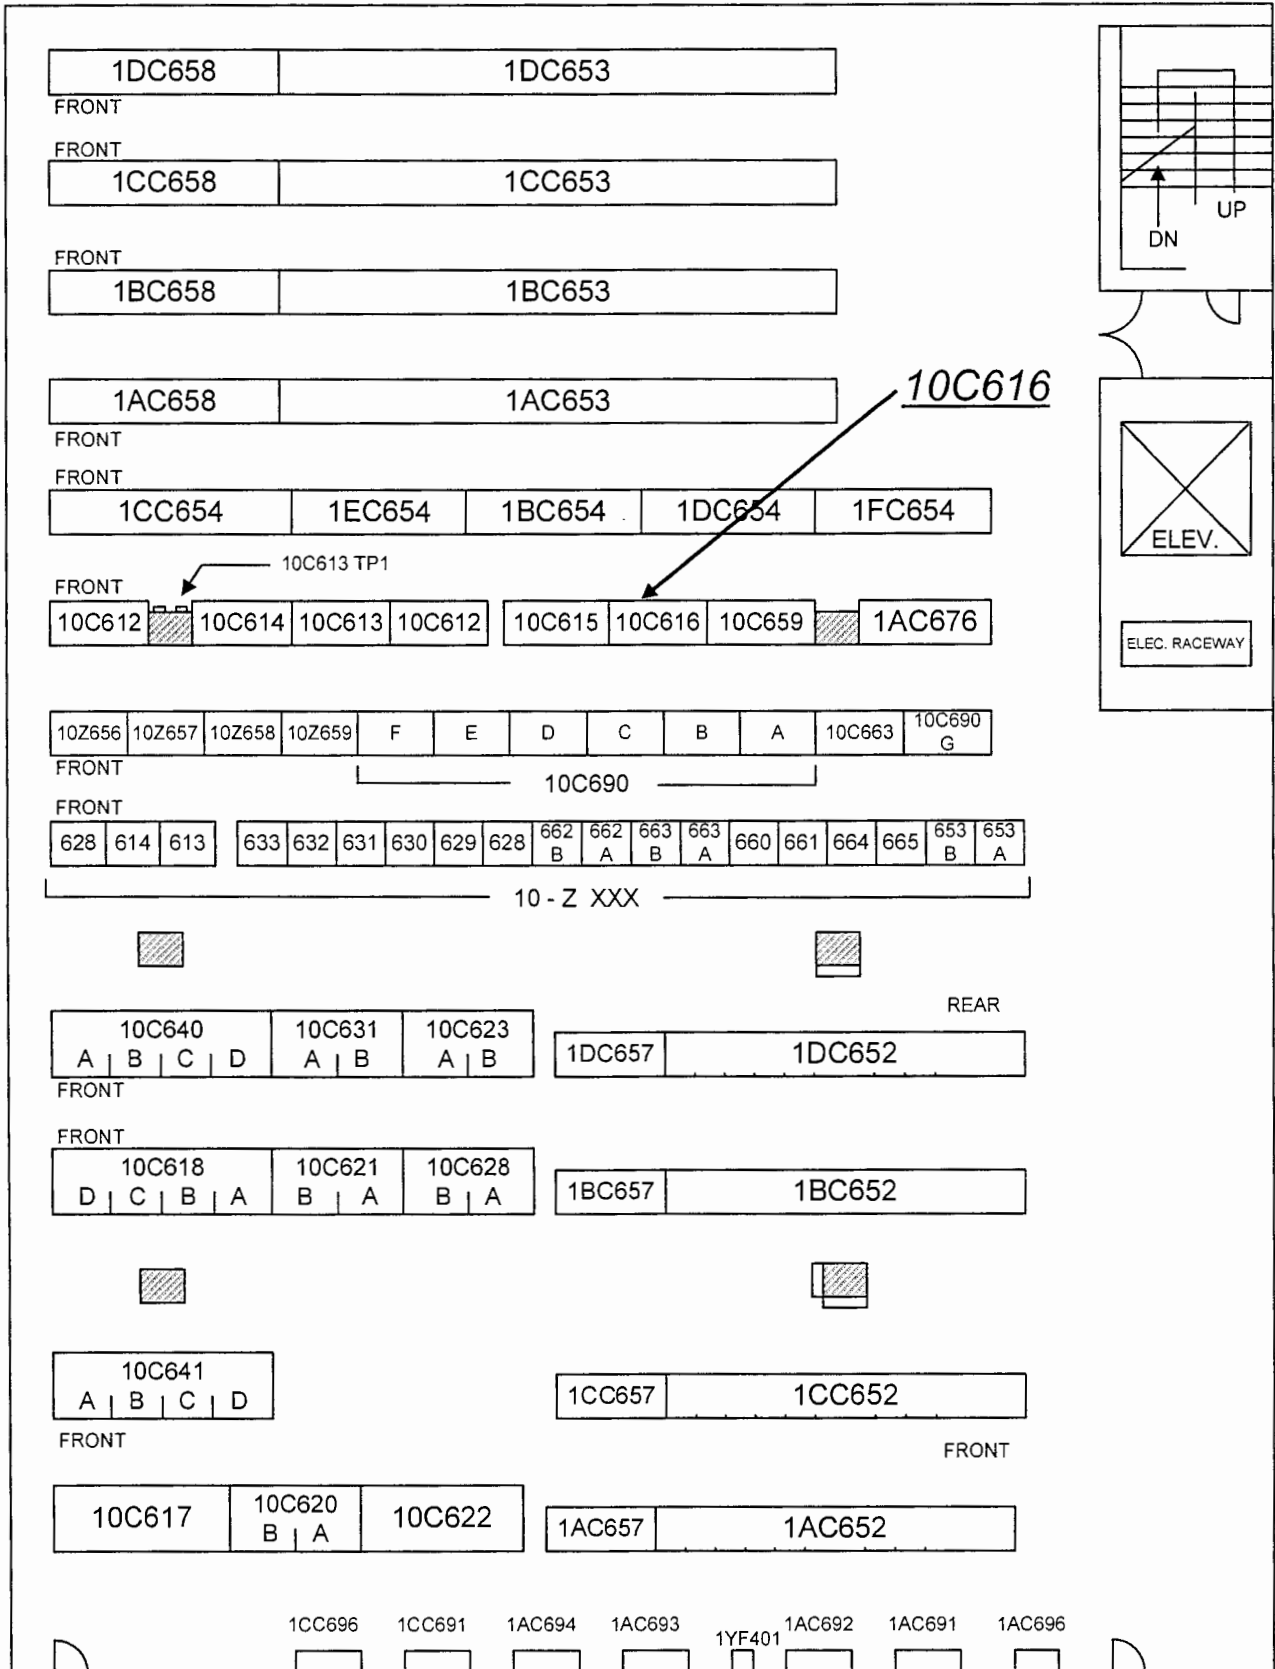 1DC658 1DC653
FRONT
FRONT
1CC658 1CC653
UP
DN
FRONT
1BC658 1BC653
10C616
1AC658 1AC653
FRONT
FRONT
1CC654 1EC654 1BC654 1DC654 1FC654
ELEV.
10C613 TP1
FRONT
10C612 10C614 10C613 10C612 10C615 10C616 10C659 1AC676
ELEC. RACEWAY
10Z656 10Z657 10Z658 10Z659 F E D C B A 10C663 10C690 G
FRONT
10C690
FRONT
628 614 613 633 632 631 630 629 628 662 B 662 A 663 B 663 A 660 661 664 665 653 B 653 A
10 - Z XXX
REAR
10C640 10C631 10C623
A B C D A B A B
1DC657 1DC652
FRONT
FRONT
10C618 10C621 10C628
D C B A B A B A
1BC657 1BC652
10C641
A B C D
1CC657 1CC652
FRONT
FRONT
10C617 10C620 10C622
B A
1AC657 1AC652
1CC696 1CC691 1AC694 1AC693 1YF401 1AC692 1AC691 1AC696